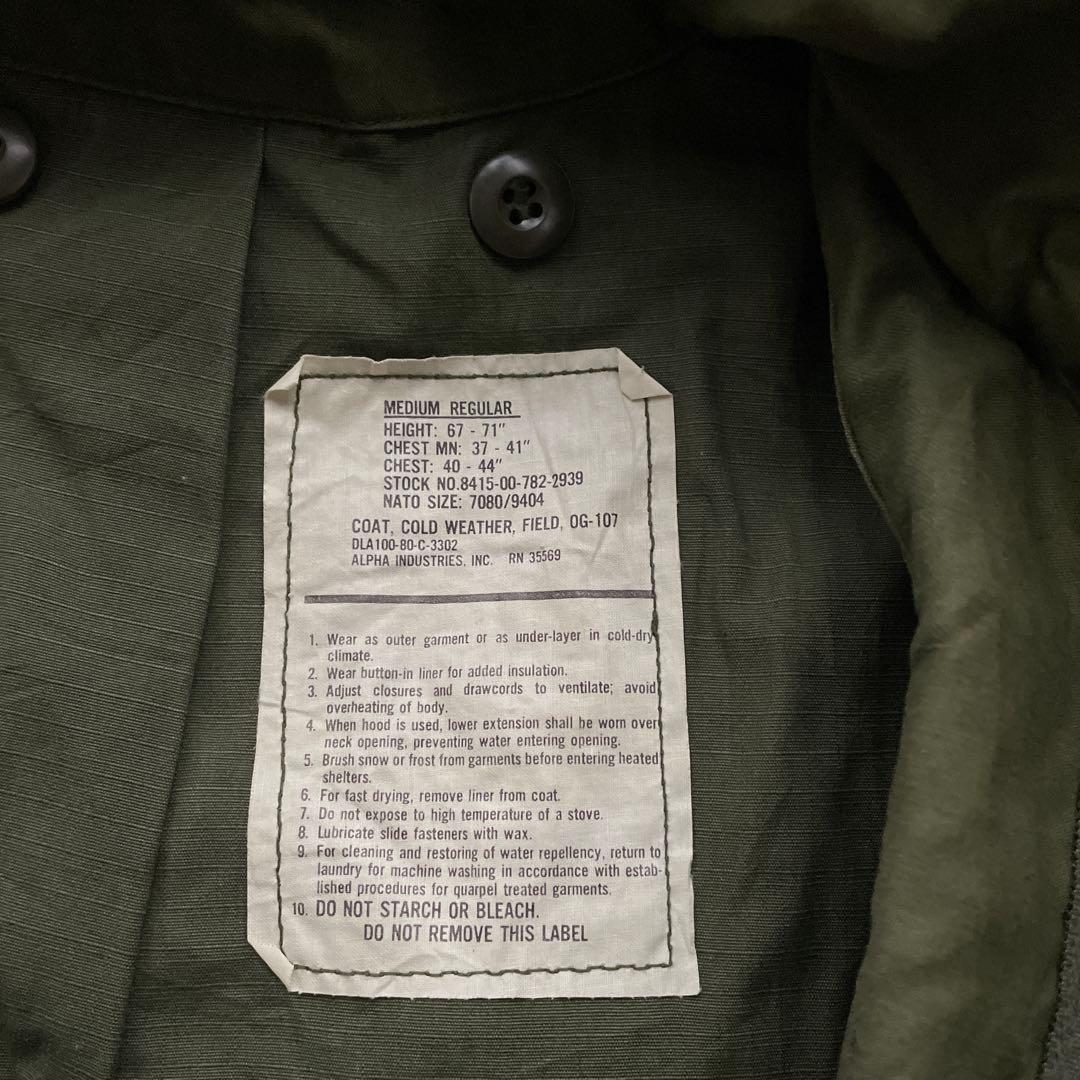 MEDIUM REGULAR
HEIGHT: 67 - 71"
CHEST MN: 37 - 41"
CHEST: 40 - 44"
STOCK NO.8415-00-782-2939
NATO SIZE: 7080/9404
COAT, COLD WEATHER, FIELD, OG-107
DLA100-80-C-3302
ALPHA INDUSTRIES, INC. RN 35569
1. Wear as outer garment or as under-layer in cold-dry
climate.
2. Wear button-in liner for added insulation.
3. Adjust closures and drawcords to ventilate; avoid
overheating of body.
4. When hood is used, lower extension shall be worn over
neck opening, preventing water entering opening.
5. Brush snow or frost from garments before entering heated
shelters.
6. For fast drying, remove liner from coat.
7. Do not expose to high temperature of a stove.
8. Lubricate slide fasteners with wax.
9. For cleaning and restoring of water repellency, return to
laundry for machine washing in accordance with estab-
lished procedures for quarpel treated garments.
10. DO NOT STARCH OR BLEACH.
DO NOT REMOVE THIS LABEL